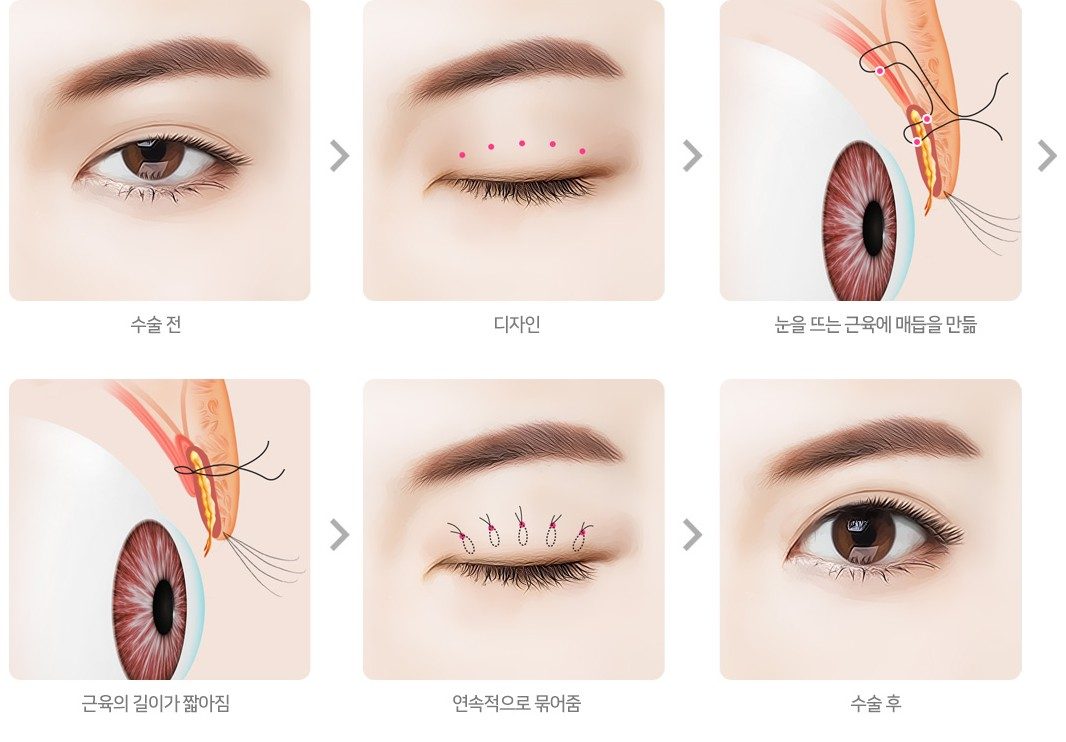 수술 전
디자인
눈을 뜨는 근육에 매듭을 만듦
근육의 길이가 짧아짐
연속적으로 묶어줌
수술 후